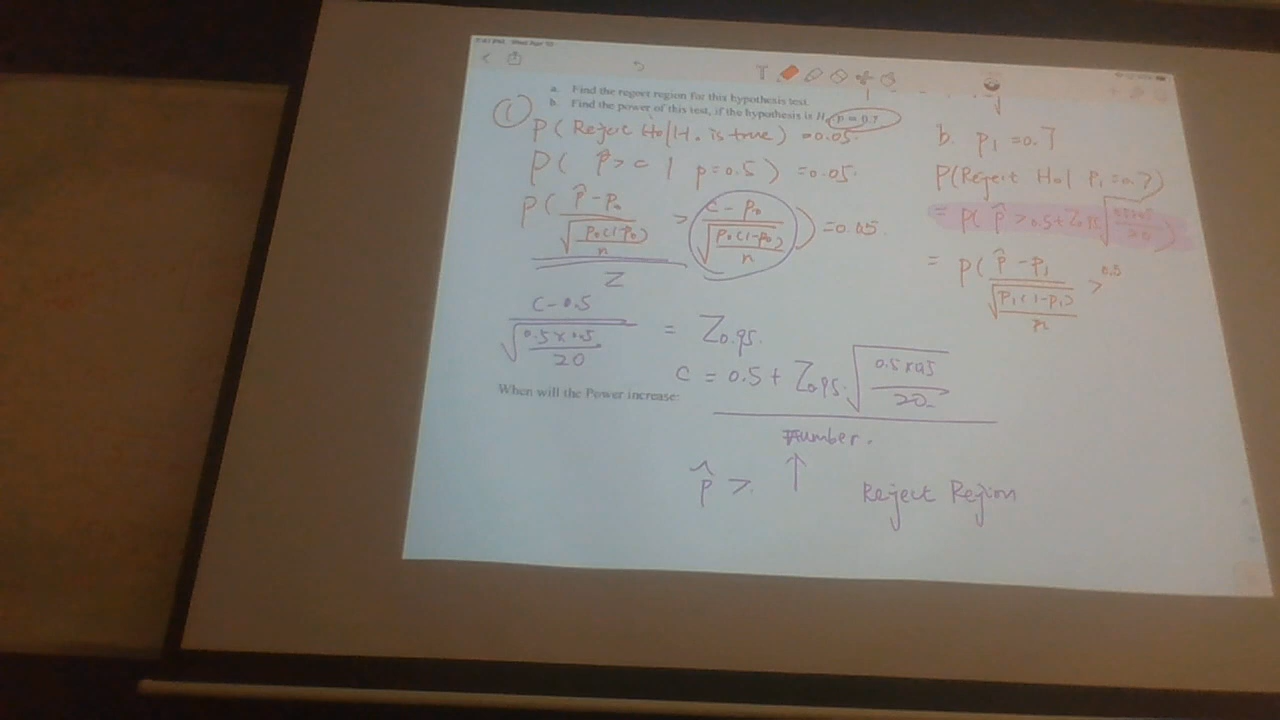 a. Find the regect region for this hypothesis test.
b. Find the power of this test, if the hypothesis is H₁: p = 0.7
①
P( Reject Ho | H. is true ) = 0.05.
P( p̂ > c | p = 0.5 ) = 0.05.
P( (p̂ - p₀) / √(p₀(1-p₀)/n) > (c - p₀) / √(p₀(1-p₀)/n) ) = 0.05.
Z
(c - 0.5) / √(0.5 x 0.5 / 20) = Z0.95.
c = 0.5 + Z0.95. √(0.5 x 0.5 / 20)
When will the Power increase:
number.
p̂ > ↑ Reject Region
b. P₁ = 0.7
P(Reject Ho | P₁ = 0.7)
= P( p̂ > 0.5 + Z0.95 √(0.5x0.5 / 20) )
= P( (p̂ - P₁) / √(P₁(1-P₁)/n) > 0.5